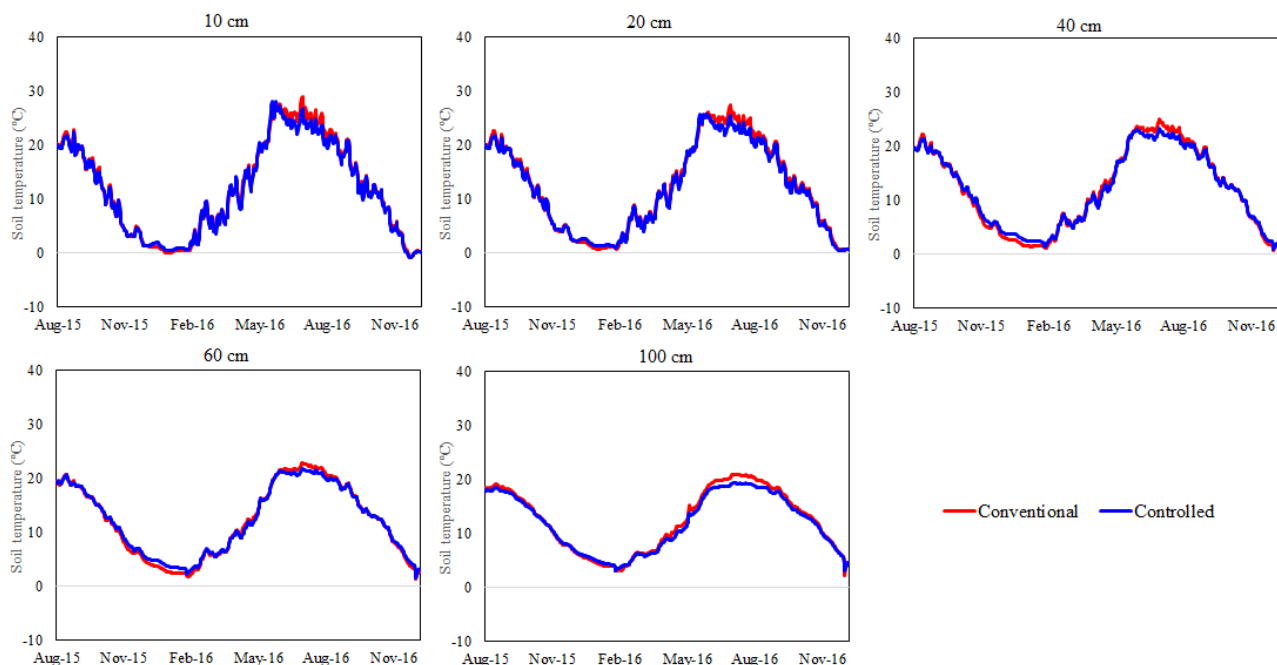 10 cm
Soil temperature (°C)
40
30
20
10
0
-10
Aug-15 Nov-15 Feb-16 May-16 Aug-16 Nov-16
20 cm
Soil temperature (°C)
40
30
20
10
0
-10
Aug-15 Nov-15 Feb-16 May-16 Aug-16 Nov-16
40 cm
Soil temperature (°C)
40
30
20
10
0
-10
Aug-15 Nov-15 Feb-16 May-16 Aug-16 Nov-16
60 cm
Soil temperature (°C)
40
30
20
10
0
-10
Aug-15 Nov-15 Feb-16 May-16 Aug-16 Nov-16
100 cm
Soil temperature (°C)
40
30
20
10
0
-10
Aug-15 Nov-15 Feb-16 May-16 Aug-16 Nov-16
Conventional Controlled